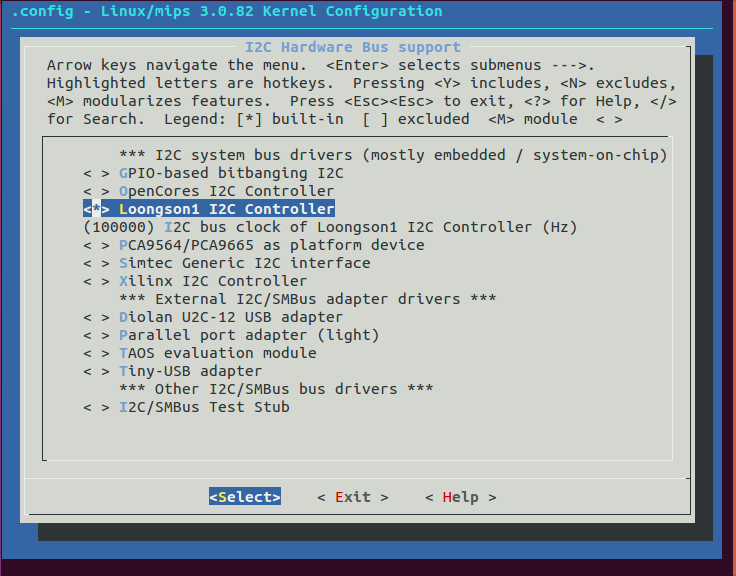 .config - Linux/mips 3.0.82 Kernel Configuration
I2C Hardware Bus support
Arrow keys navigate the menu.  <Enter> selects submenus --->.
Highlighted letters are hotkeys.  Pressing <Y> includes, <N> excludes,
<M> modularizes features.  Press <Esc><Esc> to exit, <?> for Help, </>
for Search.  Legend: [*] built-in  [ ] excluded  <M> module  < >
*** I2C system bus drivers (mostly embedded / system-on-chip)
< > GPIO-based bitbanging I2C
< > OpenCores I2C Controller
<*> Loongson1 I2C Controller
(100000) I2C bus clock of Loongson1 I2C Controller (Hz)
< > PCA9564/PCA9665 as platform device
< > Simtec Generic I2C interface
< > Xilinx I2C Controller
*** External I2C/SMBus adapter drivers ***
< > Diolan U2C-12 USB adapter
< > Parallel port adapter (light)
< > TAOS evaluation module
< > Tiny-USB adapter
*** Other I2C/SMBus bus drivers ***
< > I2C/SMBus Test Stub
<Select>    < Exit >    < Help >